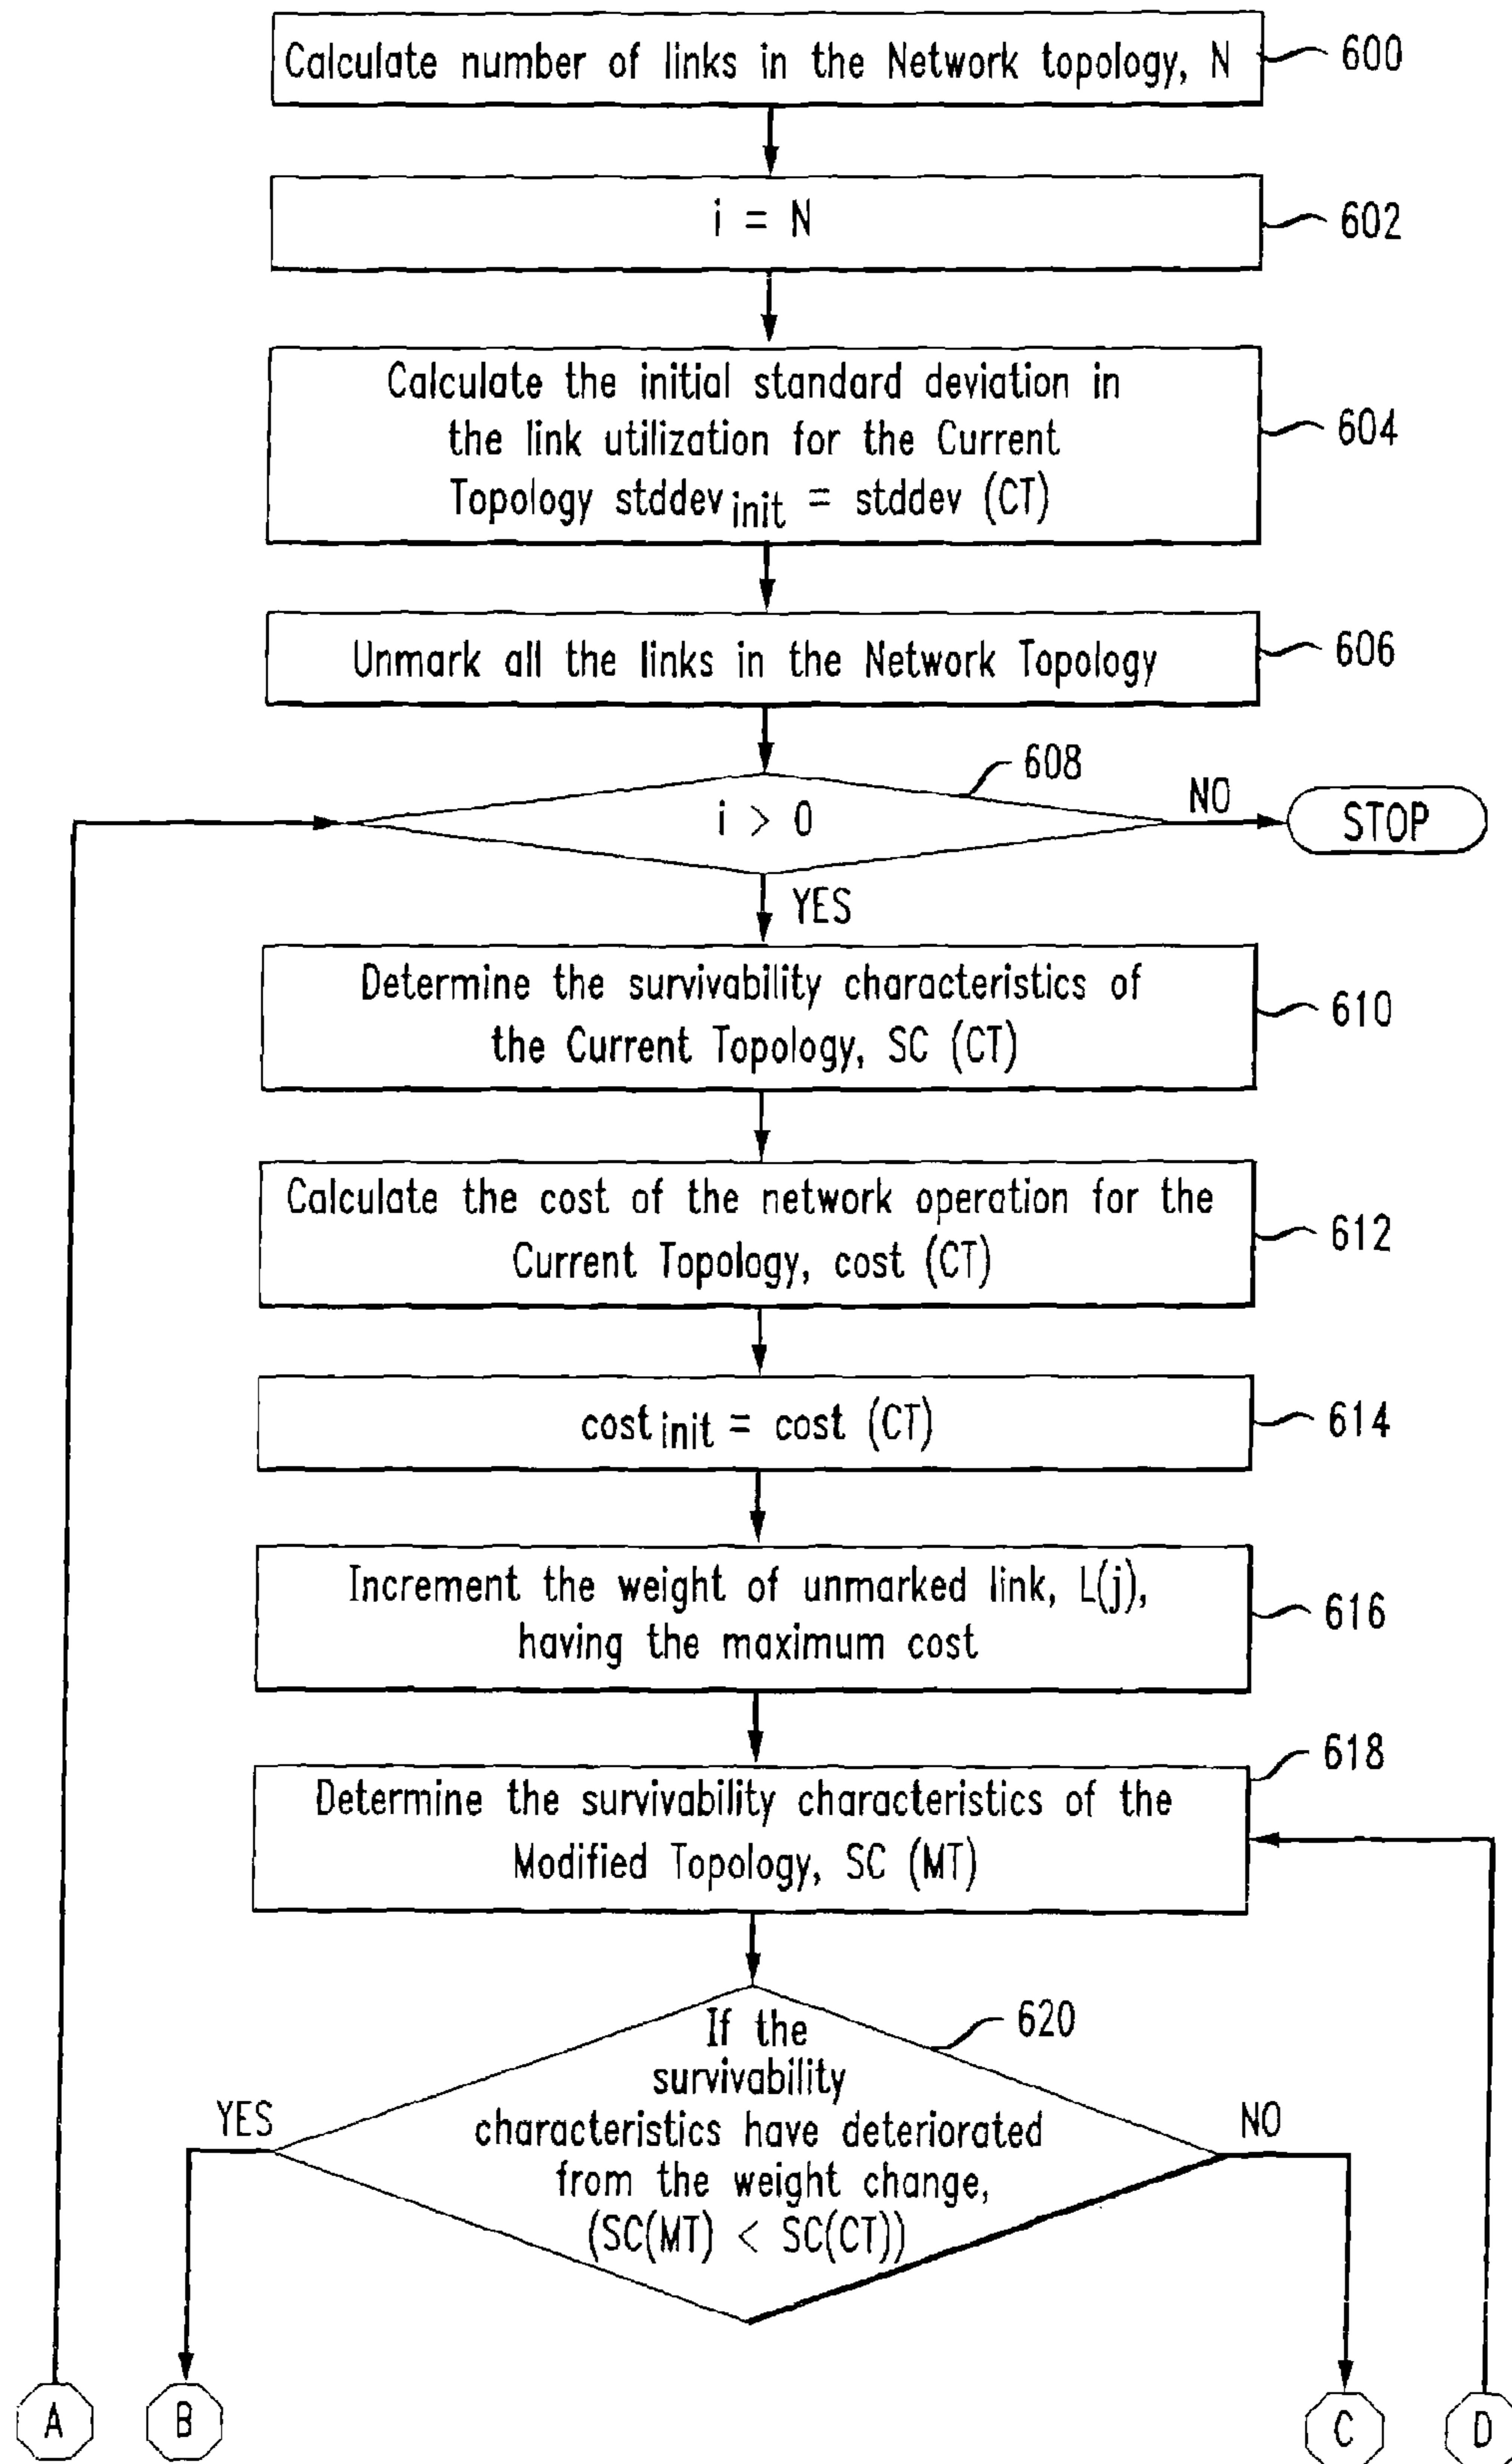 Calculate number of links in the Network topology, N
600
i = N
602
Calculate the initial standard deviation in
the link utilization for the Current
Topology stddev init = stddev (CT)
604
Unmark all the links in the Network Topology
606
608
i > 0
NO
STOP
YES
Determine the survivability characteristics of
the Current Topology, SC (CT)
610
Calculate the cost of the network operation for the
Current Topology, cost (CT)
612
cost init = cost (CT)
614
Increment the weight of unmarked link, L(j),
having the maximum cost
616
618
Determine the survivability characteristics of the
Modified Topology, SC (MT)
620
If the
survivability
characteristics have deteriorated
from the weight change,
(SC(MT) < SC(CT))
YES
NO
A
B
C
D